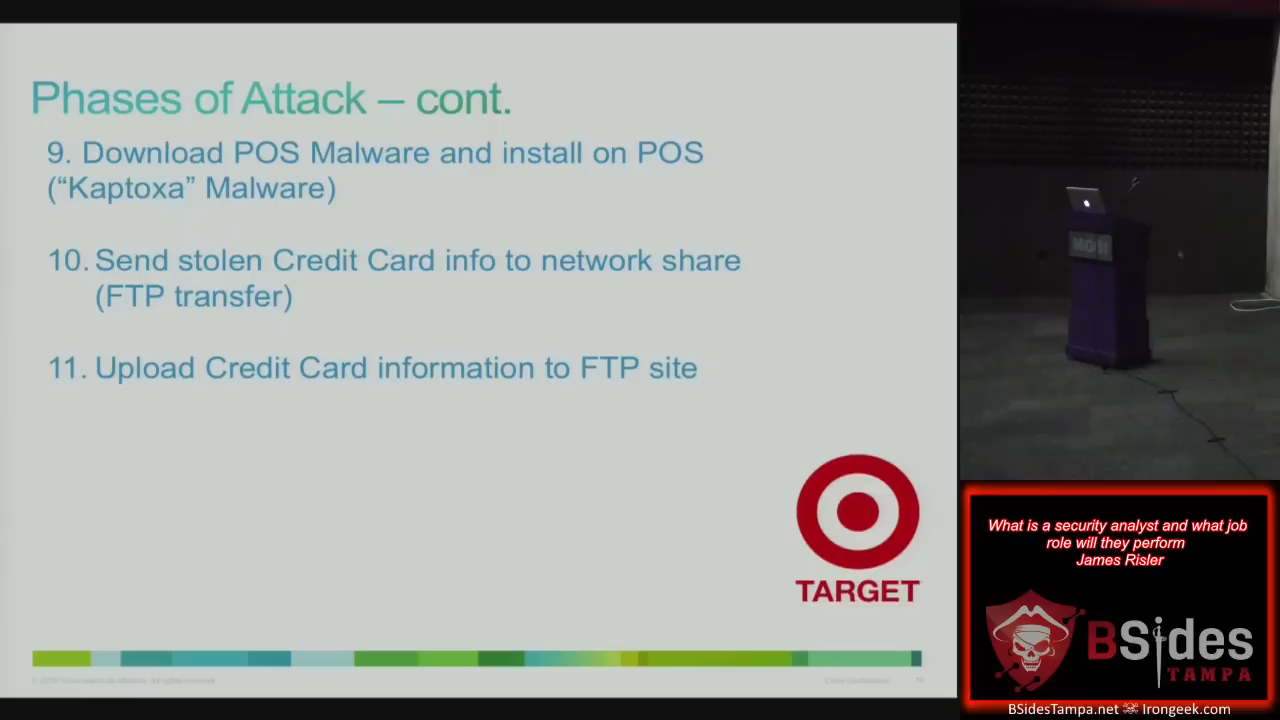 Phases of Attack – cont.
9. Download POS Malware and install on POS
(“Kaptoxa” Malware)
10. Send stolen Credit Card info to network share
(FTP transfer)
11. Upload Credit Card information to FTP site
TARGET
What is a security analyst and what job
role will they perform
James Risler
BSides
TAMPA
BSidesTampa.net Irongeek.com